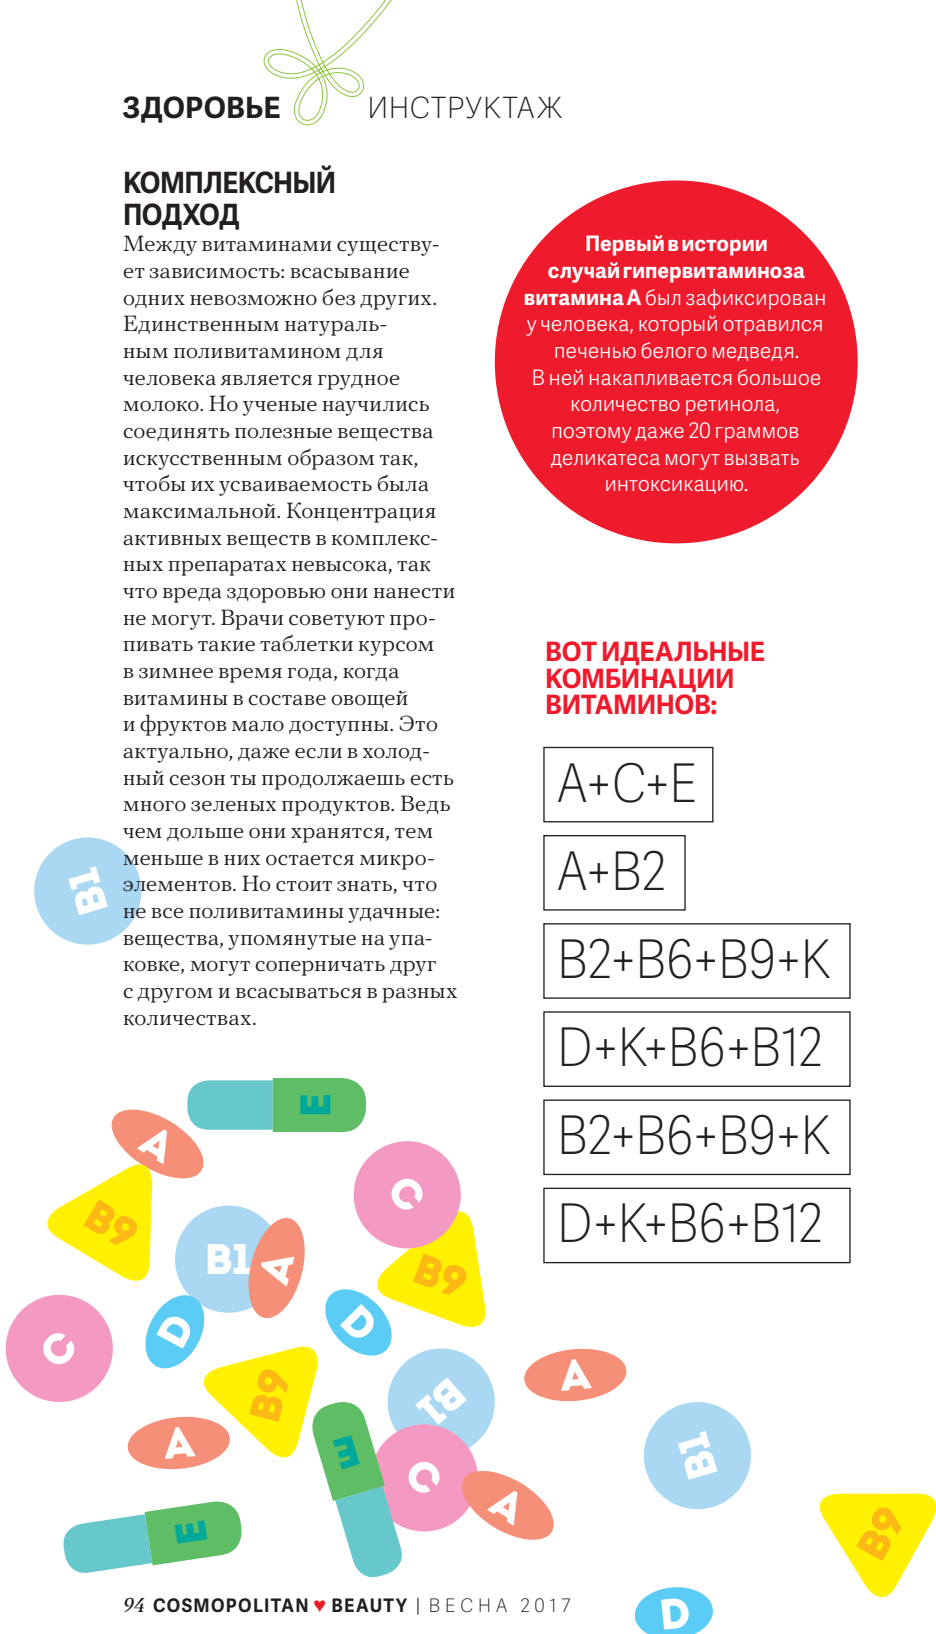 ЗДОРОВЬЕ ИНСТРУКТАЖ
КОМПЛЕКСНЫЙ
ПОДХОД
Между витаминами существу-
ет зависимость: всасывание
одних невозможно без других.
Единственным натураль-
ным поливитамином для
человека является грудное
молоко. Но ученые научились
соединять полезные вещества
искусственным образом так,
чтобы их усваиваемость была
максимальной. Концентрация
активных веществ в комплекс-
ных препаратах невысока, так
что вреда здоровью они нанести
не могут. Врачи советуют про-
пивать такие таблетки курсом
в зимнее время года, когда
витамины в составе овощей
и фруктов мало доступны. Это
актуально, даже если в холод-
ный сезон ты продолжаешь есть
много зеленых продуктов. Ведь
чем дольше они хранятся, тем
меньше в них остается микро-
элементов. Но стоит знать, что
не все поливитамины удачные:
вещества, упомянутые на упа-
ковке, могут соперничать друг
с другом и всасываться в разных
количествах.
Первый в истории
случай гипервитаминоза
витамина А был зафиксирован
у человека, который отравился
печенью белого медведя.
В ней накапливается большое
количество ретинола,
поэтому даже 20 граммов
деликатеса могут вызвать
интоксикацию.
ВОТ ИДЕАЛЬНЫЕ
КОМБИНАЦИИ
ВИТАМИНОВ:
A+C+E
A+B2
B2+B6+B9+K
D+K+B6+B12
B2+B6+B9+K
D+K+B6+B12
B1
E
A
C
B9
B1
A
B9
D
D
C
B9
B1
A
A
E
C
B1
A
E
B9
D
94 COSMOPOLITAN ♥ BEAUTY | ВЕСНА 2017